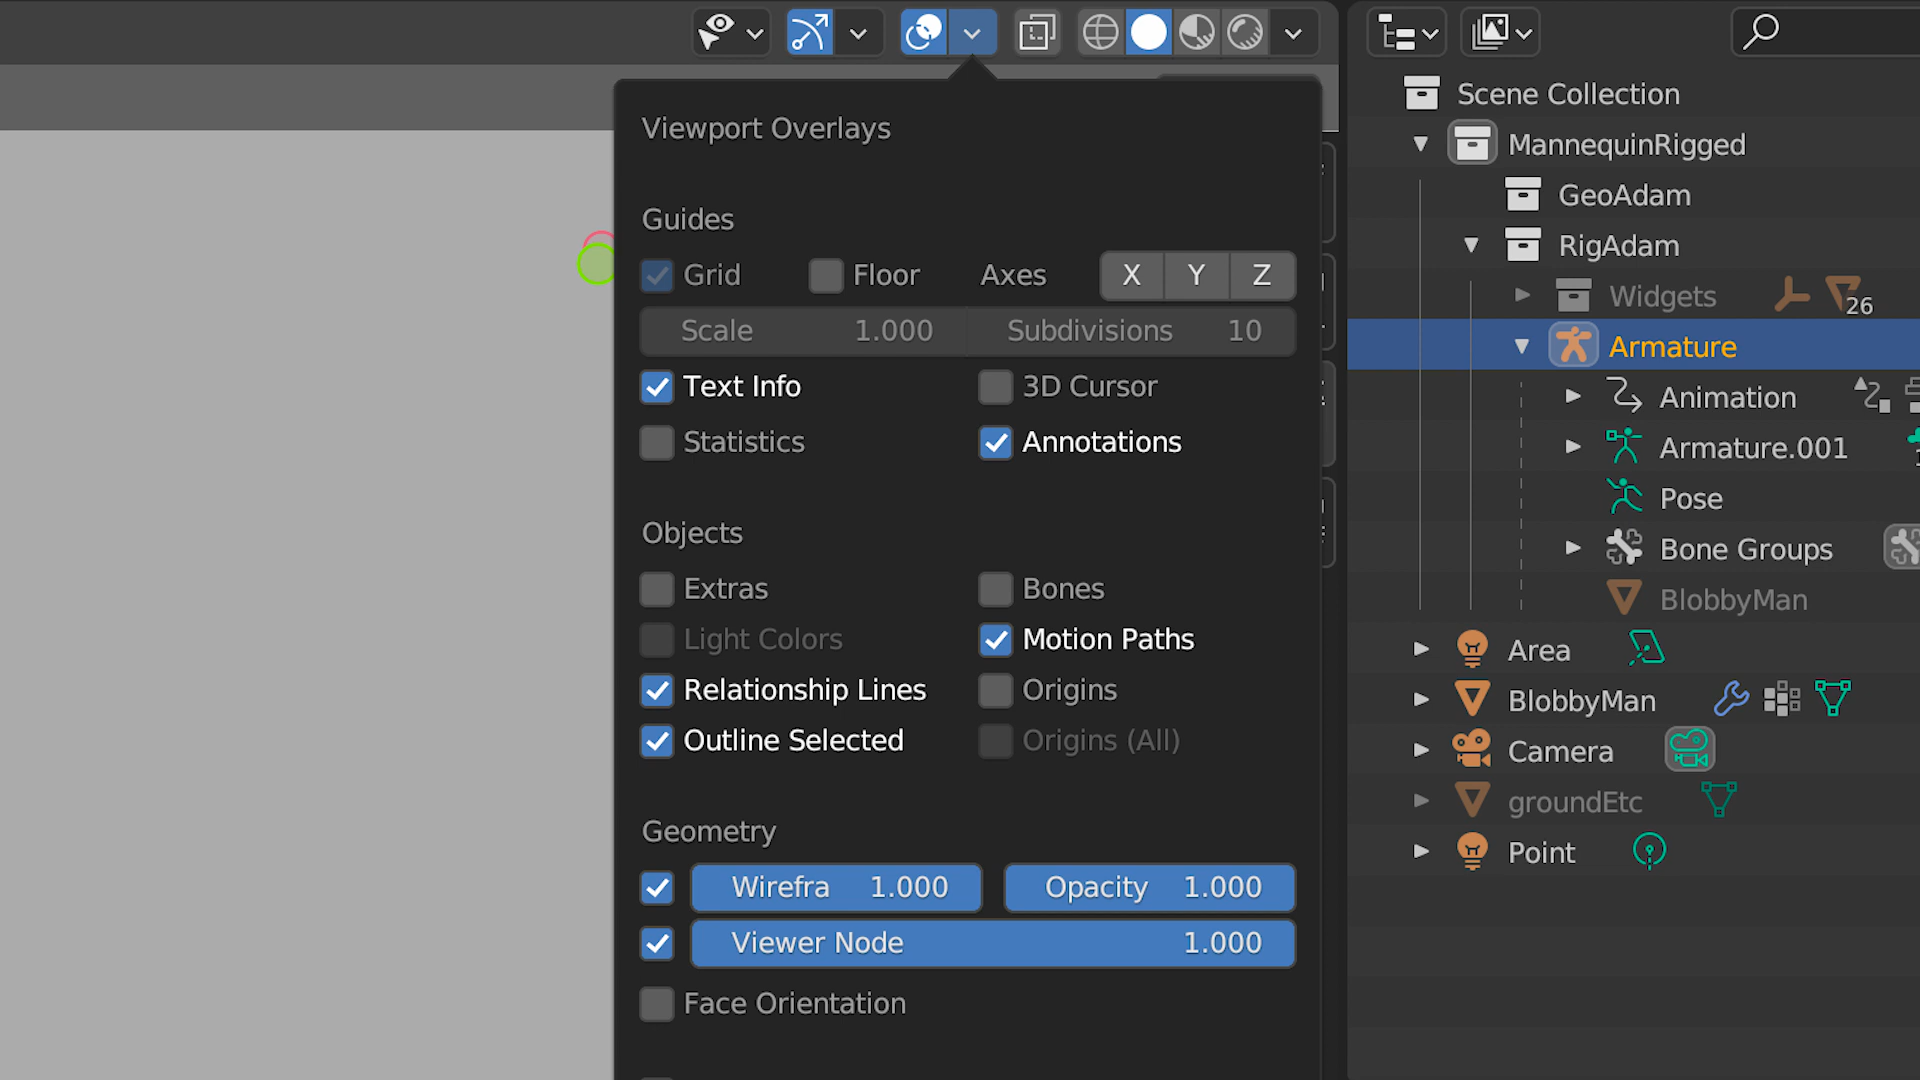 Viewport Overlays
Guides
Grid Floor Axes X Y Z
Scale 1.000 Subdivisions 10
Text Info 3D Cursor
Statistics Annotations
Objects
Extras Bones
Light Colors Motion Paths
Relationship Lines Origins
Outline Selected Origins (All)
Geometry
Wirefra 1.000 Opacity 1.000
Viewer Node 1.000
Face Orientation
Scene Collection
MannequinRigged
GeoAdam
RigAdam
Widgets 26
Armature
Animation
Armature.001
Pose
Bone Groups
BlobbyMan
Area
BlobbyMan
Camera
groundEtc
Point